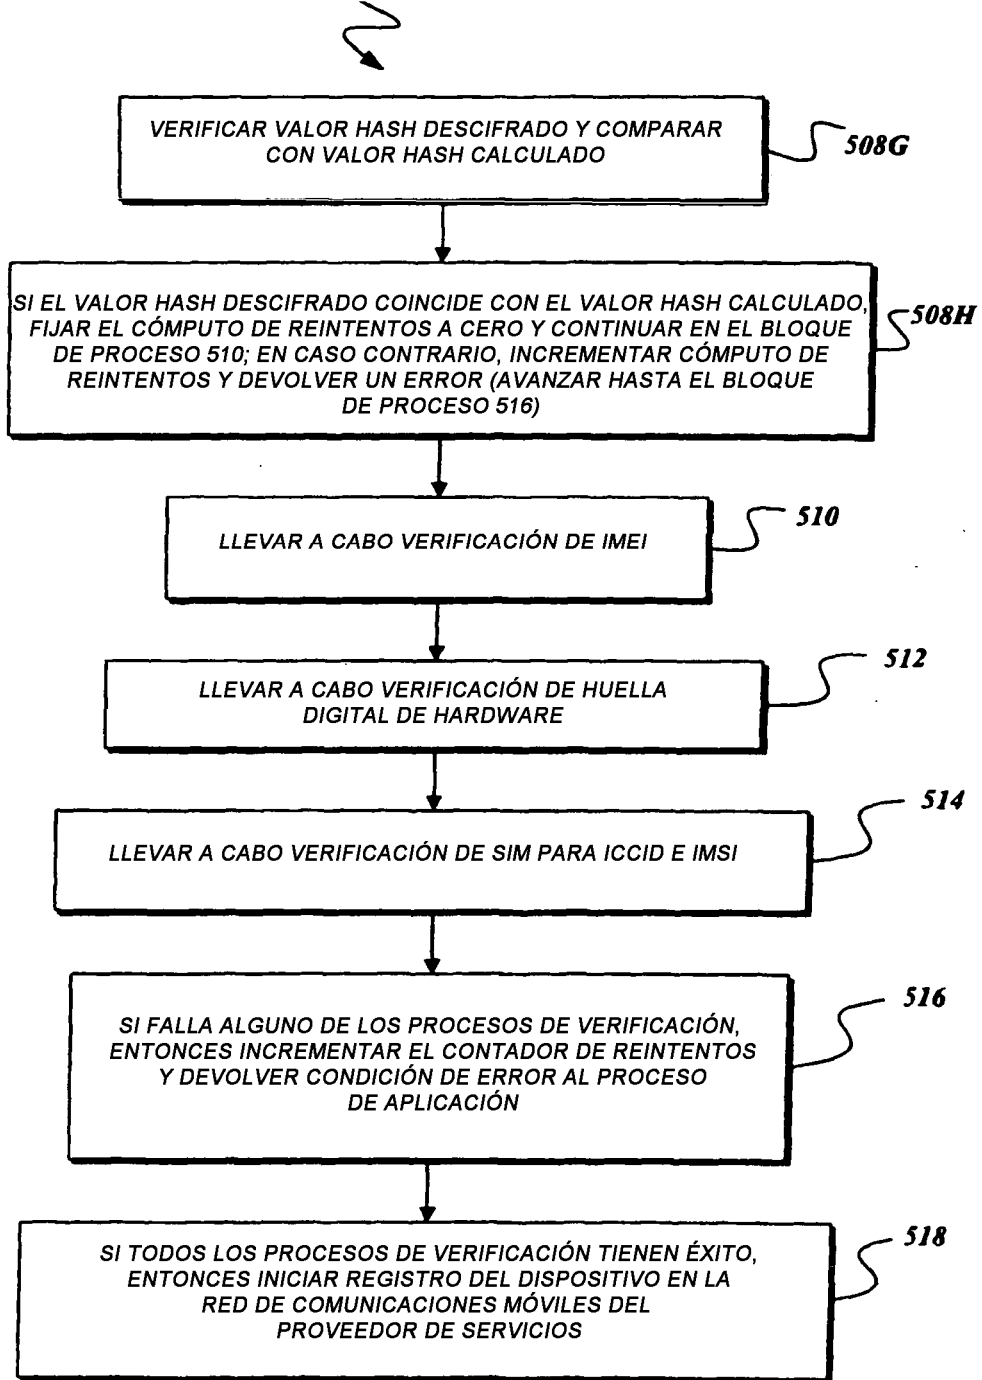 VERIFICAR VALOR HASH DESCIFRADO Y COMPARAR
CON VALOR HASH CALCULADO
508G
SI EL VALOR HASH DESCIFRADO COINCIDE CON EL VALOR HASH CALCULADO,
FIJAR EL CÓMPUTO DE REINTENTOS A CERO Y CONTINUAR EN EL BLOQUE
DE PROCESO 510; EN CASO CONTRARIO, INCREMENTAR CÓMPUTO DE
REINTENTOS Y DEVOLVER UN ERROR (AVANZAR HASTA EL BLOQUE
DE PROCESO 516)
508H
LLEVAR A CABO VERIFICACIÓN DE IMEI
510
LLEVAR A CABO VERIFICACIÓN DE HUELLA
DIGITAL DE HARDWARE
512
LLEVAR A CABO VERIFICACIÓN DE SIM PARA ICCID E IMSI
514
SI FALLA ALGUNO DE LOS PROCESOS DE VERIFICACIÓN,
ENTONCES INCREMENTAR EL CONTADOR DE REINTENTOS
Y DEVOLVER CONDICIÓN DE ERROR AL PROCESO
DE APLICACIÓN
516
SI TODOS LOS PROCESOS DE VERIFICACIÓN TIENEN ÉXITO,
ENTONCES INICIAR REGISTRO DEL DISPOSITIVO EN LA
RED DE COMUNICACIONES MÓVILES DEL
PROVEEDOR DE SERVICIOS
518